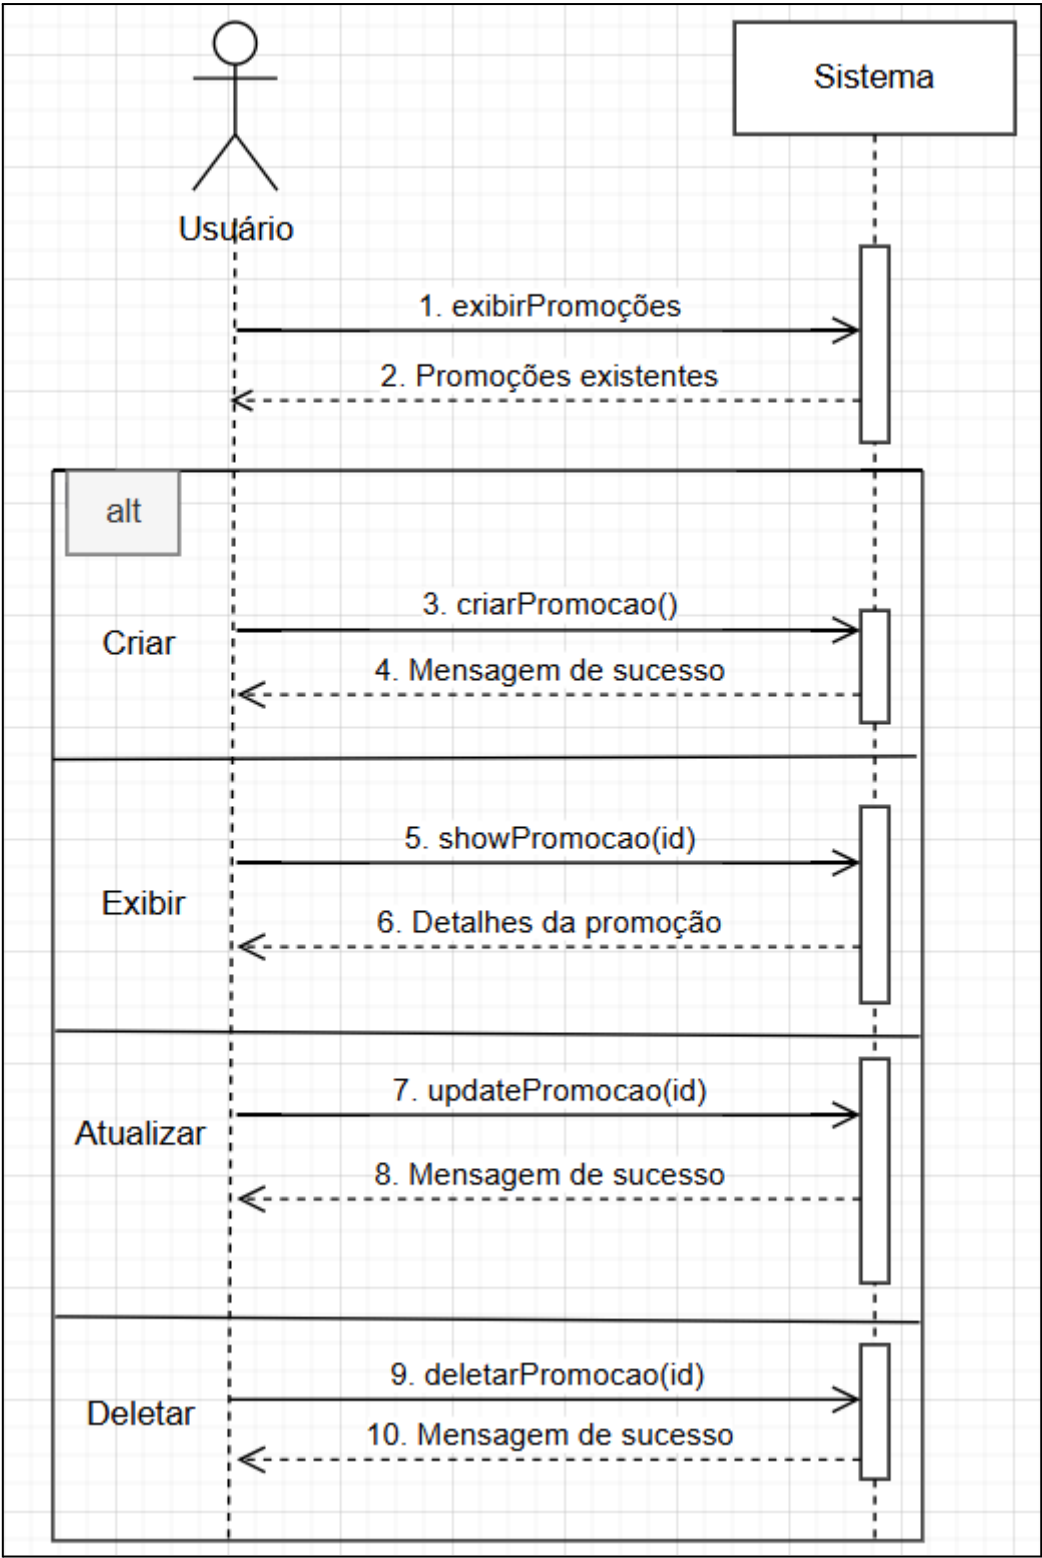 Sistema
Usuário
1. exibirPromoções
2. Promoções existentes
alt
3. criarPromocao()
Criar
4. Mensagem de sucesso
5. showPromocao(id)
Exibir
6. Detalhes da promoção
7. updatePromocao(id)
Atualizar
8. Mensagem de sucesso
9. deletarPromocao(id)
Deletar
10. Mensagem de sucesso